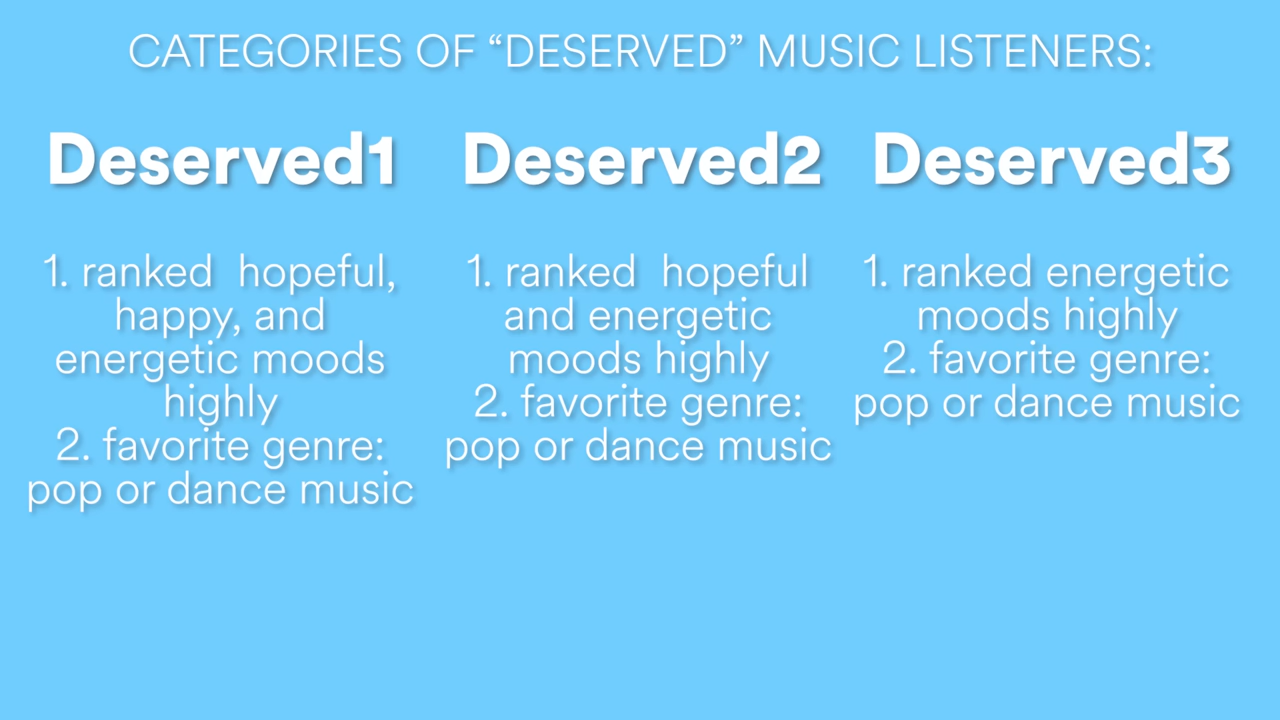 CATEGORIES OF “DESERVED” MUSIC LISTENERS:
Deserved1
1. ranked  hopeful,
happy, and
energetic moods
highly
2. favorite genre:
pop or dance music
Deserved2
1. ranked  hopeful
and energetic
moods highly
2. favorite genre:
pop or dance music
Deserved3
1. ranked energetic
moods highly
2. favorite genre:
pop or dance music